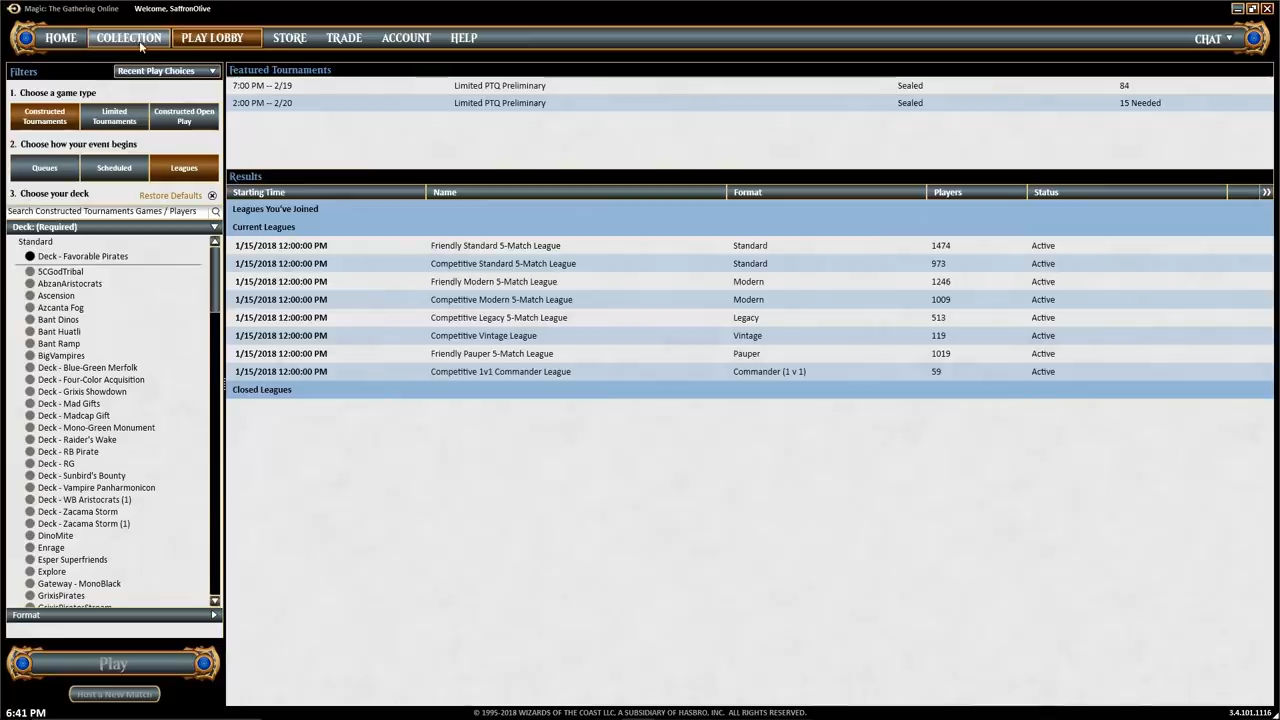 Magic: The Gathering Online Welcome, SaffronOlive
HOME COLLECTION PLAY LOBBY STORE TRADE ACCOUNT HELP CHAT
Filters Recent Play Choices
1. Choose a game type
Constructed Tournaments Limited Tournaments Constructed Open Play
2. Choose how your event begins
Queues Scheduled Leagues
3. Choose your deck Restore Defaults
Search Constructed Tournaments Games / Players
Deck: (Required)
Standard
Deck - Favorable Pirates
5CGodTribal
AbzanAristocrats
Ascension
Azcanta Fog
Bant Dinos
Bant Huatli
Bant Ramp
BigVampires
Deck - Blue-Green Merfolk
Deck - Four-Color Acquisition
Deck - Grixis Showdown
Deck - Mad Gifts
Deck - Madcap Gift
Deck - Mono-Green Monument
Deck - Raider's Wake
Deck - RB Pirate
Deck - RG
Deck - Sunbird's Bounty
Deck - Vampire Panharmonicon
Deck - WB Aristocrats (1)
Deck - Zacama Storm
Deck - Zacama Storm (1)
DinoMite
Enrage
Esper Superfriends
Explore
Gateway - MonoBlack
GrixisPirates
Format
Play
Host a New Match
6:41 PM
Featured Tournaments
7:00 PM -- 2/19 Limited PTQ Preliminary Sealed 84
2:00 PM -- 2/20 Limited PTQ Preliminary Sealed 15 Needed
Results
Starting Time Name Format Players Status
Leagues You've Joined
Current Leagues
1/15/2018 12:00:00 PM Friendly Standard 5-Match League Standard 1474 Active
1/15/2018 12:00:00 PM Competitive Standard 5-Match League Standard 973 Active
1/15/2018 12:00:00 PM Friendly Modern 5-Match League Modern 1246 Active
1/15/2018 12:00:00 PM Competitive Modern 5-Match League Modern 1009 Active
1/15/2018 12:00:00 PM Competitive Legacy 5-Match League Legacy 513 Active
1/15/2018 12:00:00 PM Competitive Vintage League Vintage 119 Active
1/15/2018 12:00:00 PM Friendly Pauper 5-Match League Pauper 1019 Active
1/15/2018 12:00:00 PM Competitive 1v1 Commander League Commander (1 v 1) 59 Active
Closed Leagues
© 1995-2018 WIZARDS OF THE COAST LLC, A SUBSIDIARY OF HASBRO, INC. ALL RIGHTS RESERVED. 3.4.101.1116